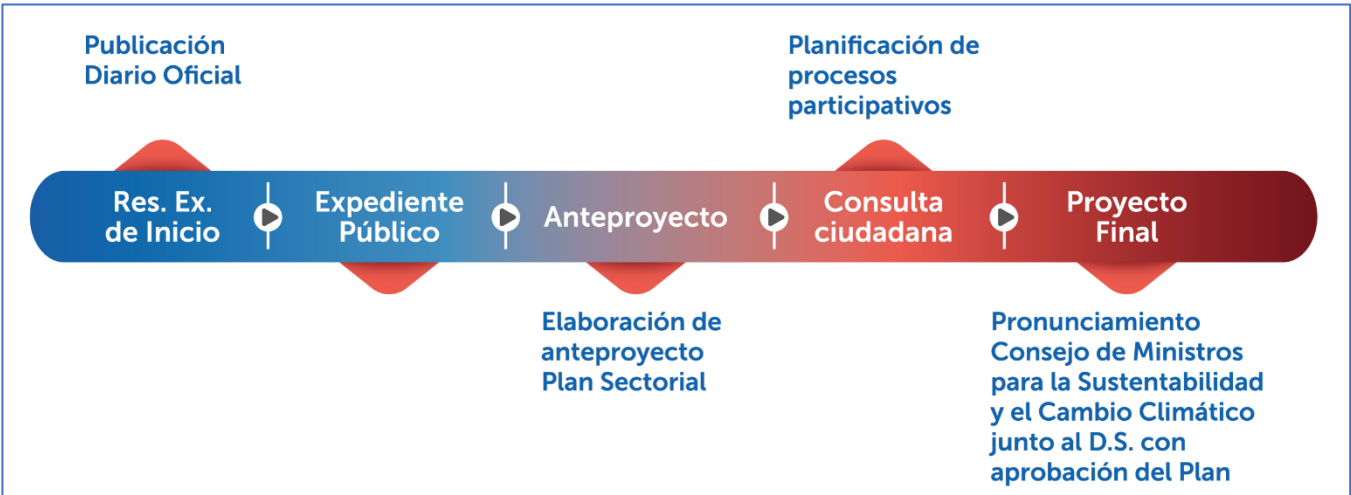 Publicación
Diario Oficial
Planificación de
procesos
participativos
Res. Ex.
de Inicio
Expediente
Público
Anteproyecto
Consulta
ciudadana
Proyecto
Final
Elaboración de
anteproyecto
Plan Sectorial
Pronunciamiento
Consejo de Ministros
para la Sustentabilidad
y el Cambio Climático
junto al D.S. con
aprobación del Plan